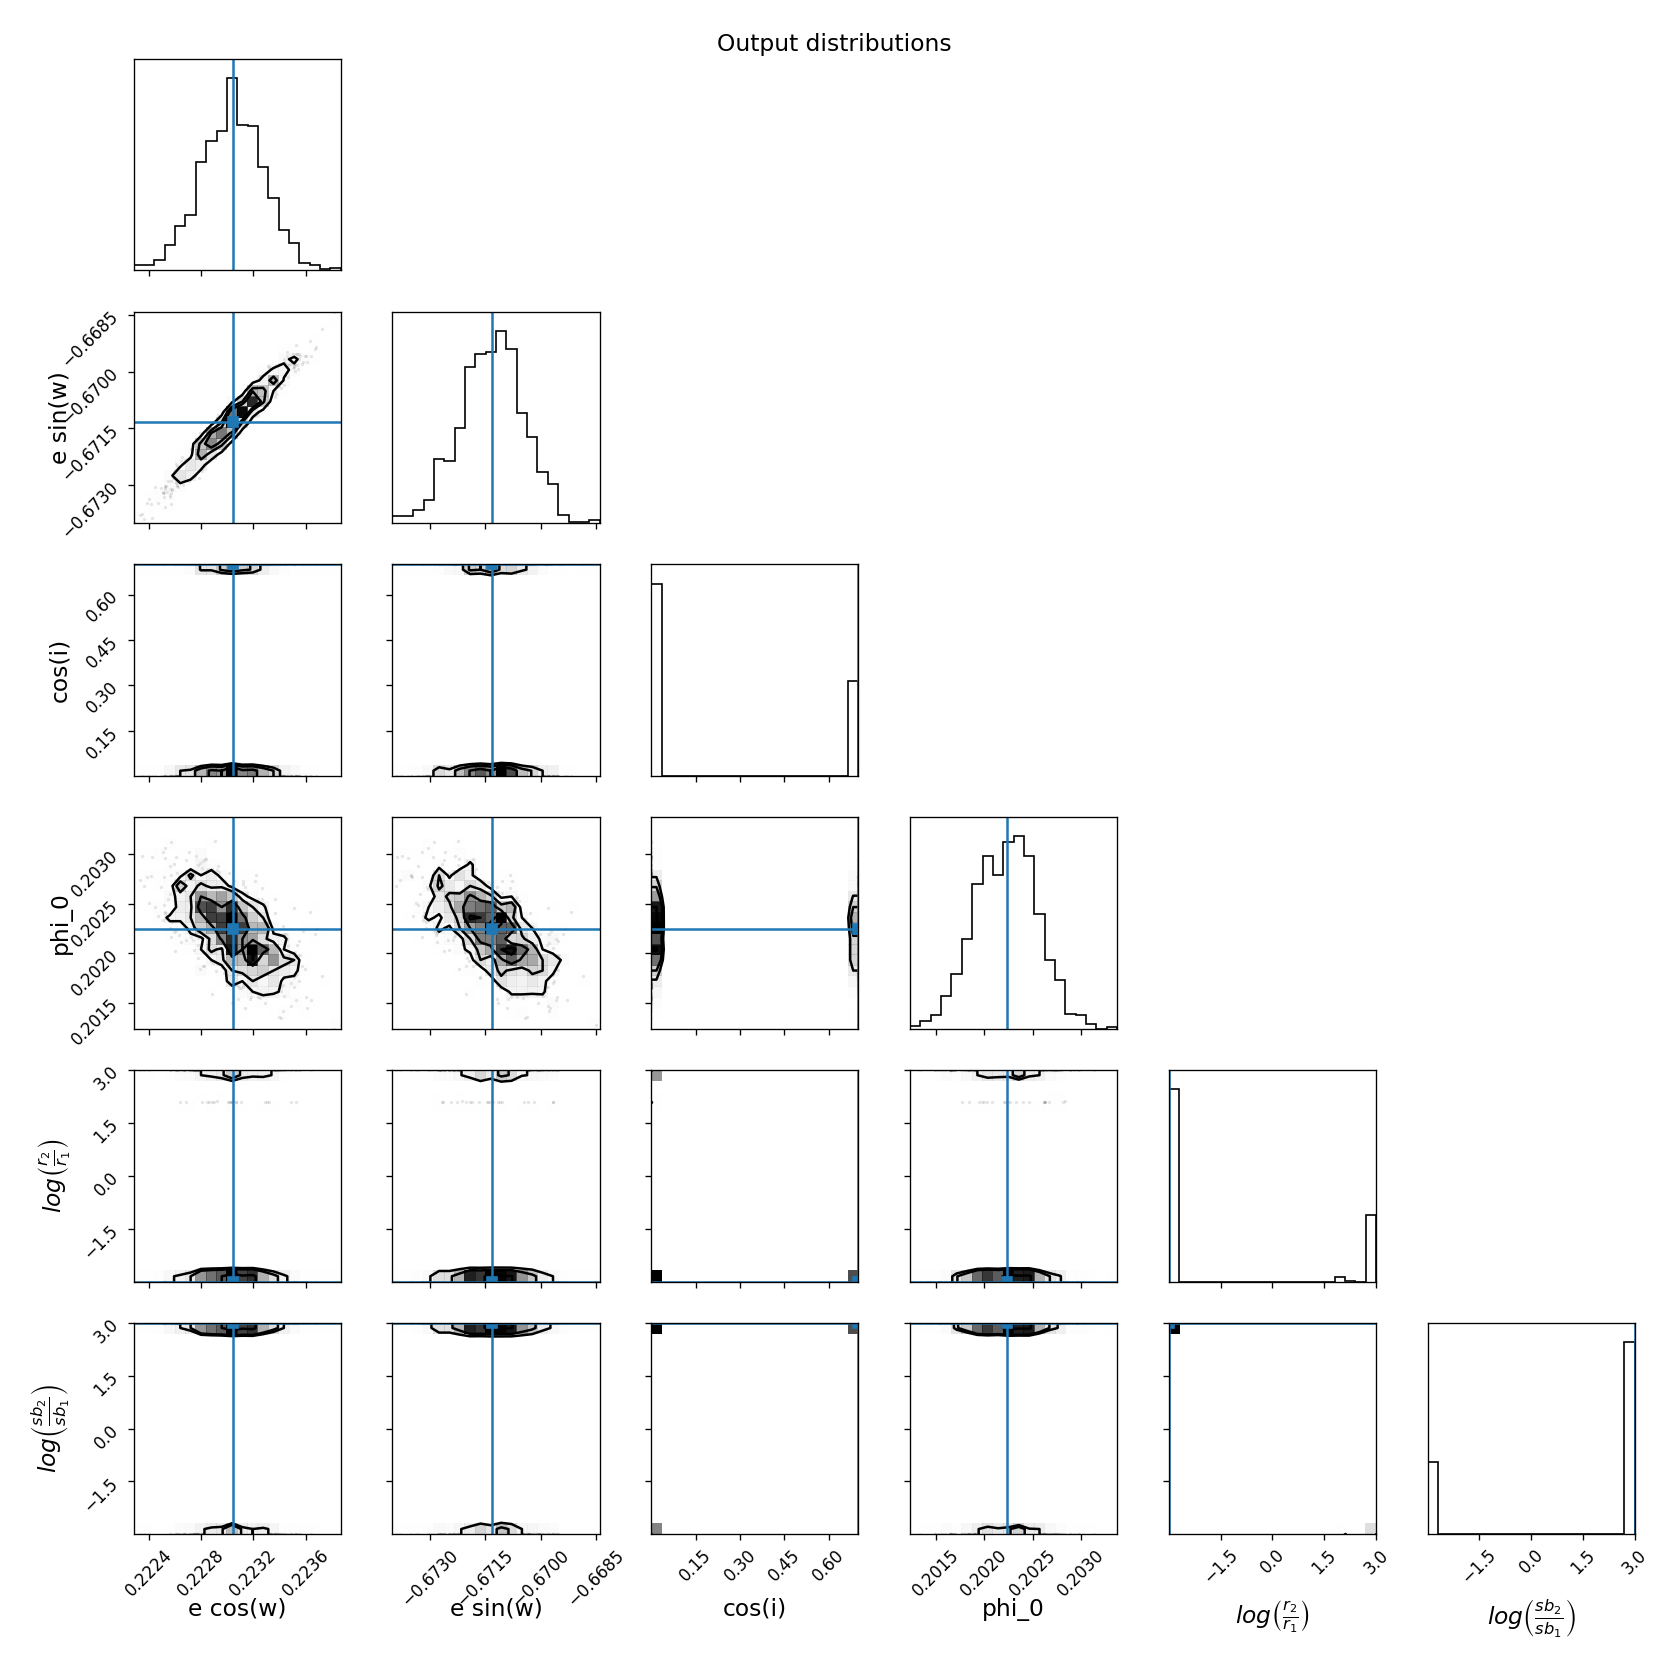 Output distributions
e sin(w)
−0.6685
−0.6700
−0.6715
−0.6730
cos(i)
0.60
0.45
0.30
0.15
phi_0
0.2030
0.2025
0.2020
0.2015
log(r2/r1)
3.0
1.5
0.0
−1.5
log(sb2/sb1)
3.0
1.5
0.0
−1.5
0.2224 0.2228 0.2232 0.2236
−0.6730 −0.6715 −0.6700 −0.6685
0.15 0.30 0.45 0.60
0.2015 0.2020 0.2025 0.2030
−1.5 0.0 1.5 3.0
−1.5 0.0 1.5 3.0
e cos(w) e sin(w) cos(i) phi_0 log(r2/r1) log(sb2/sb1)